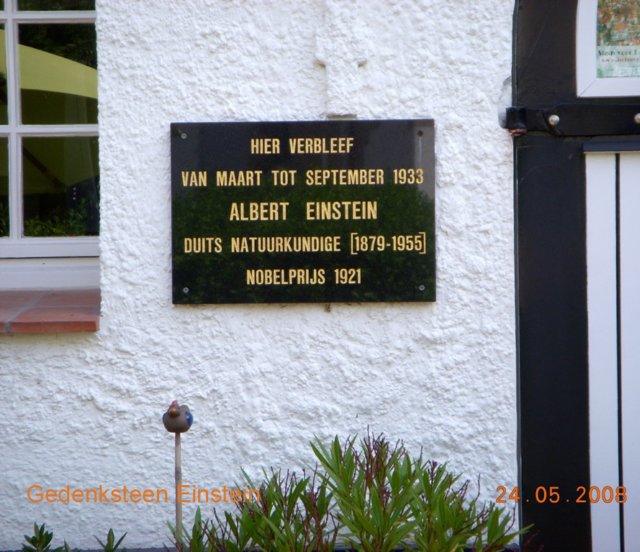 HIER VERBLEEF
VAN MAART TOT SEPTEMBER 1933
ALBERT EINSTEIN
DUITS NATUURKUNDIGE [1879-1955]
NOBELPRIJS 1921
Gedenksteen Einstein
24.05.2008